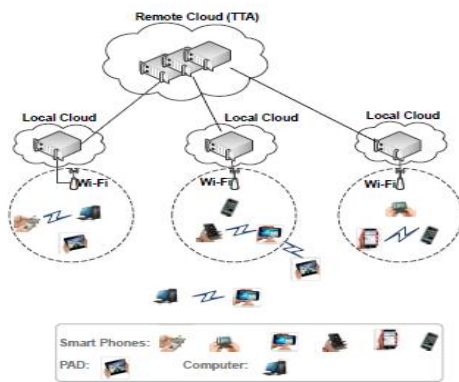 Remote Cloud (TTA)
Local Cloud
Local Cloud
Local Cloud
Wi-Fi
Wi-Fi
Wi-Fi
Smart Phones:
PAD:
Computer: